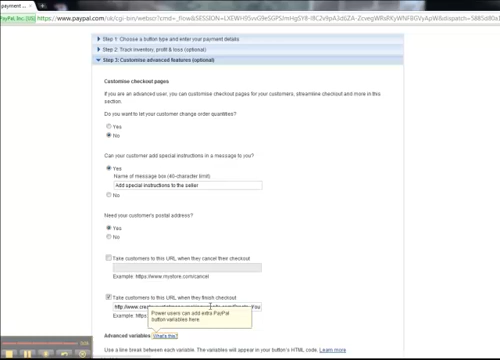 payment ...
PayPal, Inc. [US]
https://www.paypal.com/
Step 1: Choose a button type and enter your payment details
Step 2: Track inventory, profit & loss (optional)
Step 3: Customise advanced features (optional)
Customise checkout pages
If you are an advanced user, you can customise checkout pages for your customers, streamline checkout and more in this
section.
Do you want to let your customer change order quantities?
Yes
No
Can your customer add special instructions in a message to you?
Yes
Name of message box (40-character limit)
Add special instructions to the seller
No
Need your customer's postal address?
Yes
No
Take customers to this URL when they cancel their checkout
Example: https://www.mystore.com/cancel
Take customers to this URL when they finish checkout
Example: https
Power users can add extra PayPal
button variables here
Advanced variables What's this?
Use a line break between each variable. The variables will appear in your button's HTML code. Learn more